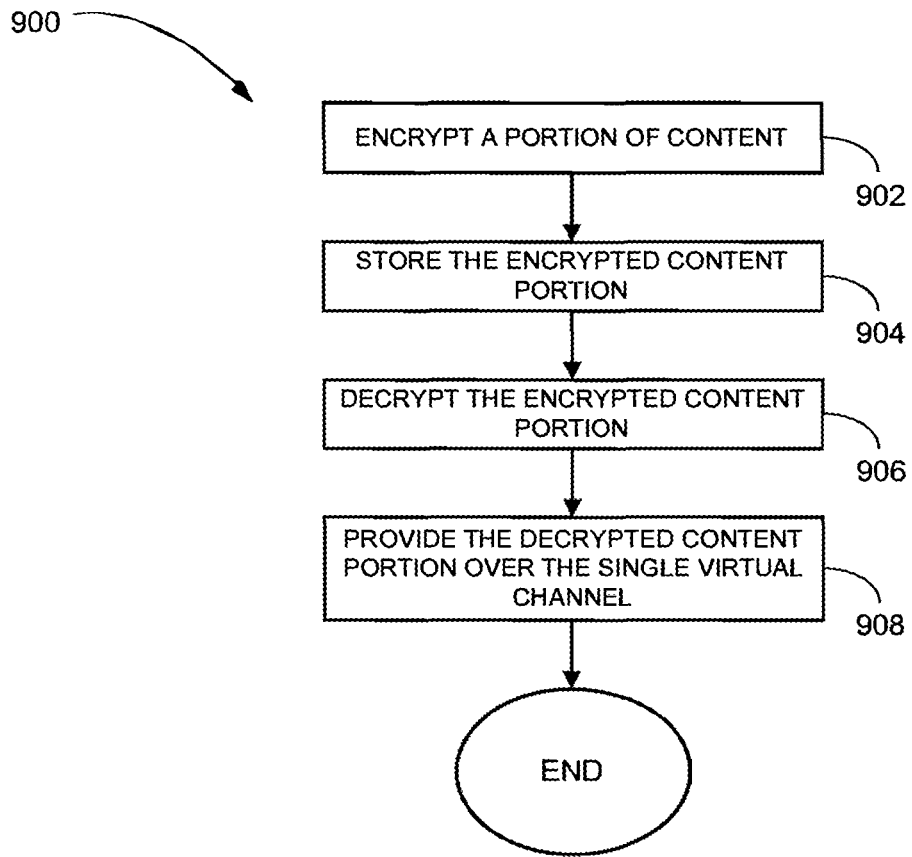 900
ENCRYPT A PORTION OF CONTENT
902
STORE THE ENCRYPTED CONTENT
PORTION
904
DECRYPT THE ENCRYPTED CONTENT
PORTION
906
PROVIDE THE DECRYPTED CONTENT
PORTION OVER THE SINGLE VIRTUAL
CHANNEL
908
END